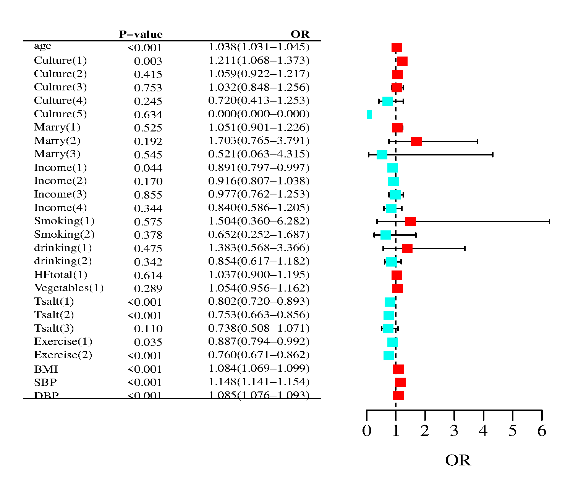 P-value OR
age <0.001 1.038(1.031–1.045)
Culture(1) 0.003 1.211(1.068–1.373)
Culture(2) 0.415 1.059(0.922–1.217)
Culture(3) 0.753 1.032(0.848–1.256)
Culture(4) 0.245 0.720(0.413–1.253)
Culture(5) 0.634 0.000(0.000–0.000)
Marry(1) 0.525 1.051(0.901–1.226)
Marry(2) 0.192 1.703(0.765–3.791)
Marry(3) 0.545 0.521(0.063–4.315)
Income(1) 0.044 0.891(0.797–0.997)
Income(2) 0.170 0.916(0.807–1.038)
Income(3) 0.855 0.977(0.762–1.253)
Income(4) 0.344 0.840(0.586–1.205)
Smoking(1) 0.575 1.504(0.360–6.282)
Smoking(2) 0.378 0.652(0.252–1.687)
drinking(1) 0.475 1.383(0.568–3.366)
drinking(2) 0.342 0.854(0.617–1.182)
HFtotal(1) 0.614 1.037(0.900–1.195)
Vegetables(1) 0.289 1.054(0.956–1.162)
Tsalt(1) <0.001 0.802(0.720–0.893)
Tsalt(2) <0.001 0.753(0.663–0.856)
Tsalt(3) 0.110 0.738(0.508–1.071)
Exercise(1) 0.035 0.887(0.794–0.992)
Exercise(2) <0.001 0.760(0.671–0.862)
BMI <0.001 1.084(1.069–1.099)
SBP <0.001 1.148(1.141–1.154)
DBP <0.001 1.085(1.076–1.093)
0 1 2 3 4 5 6
OR